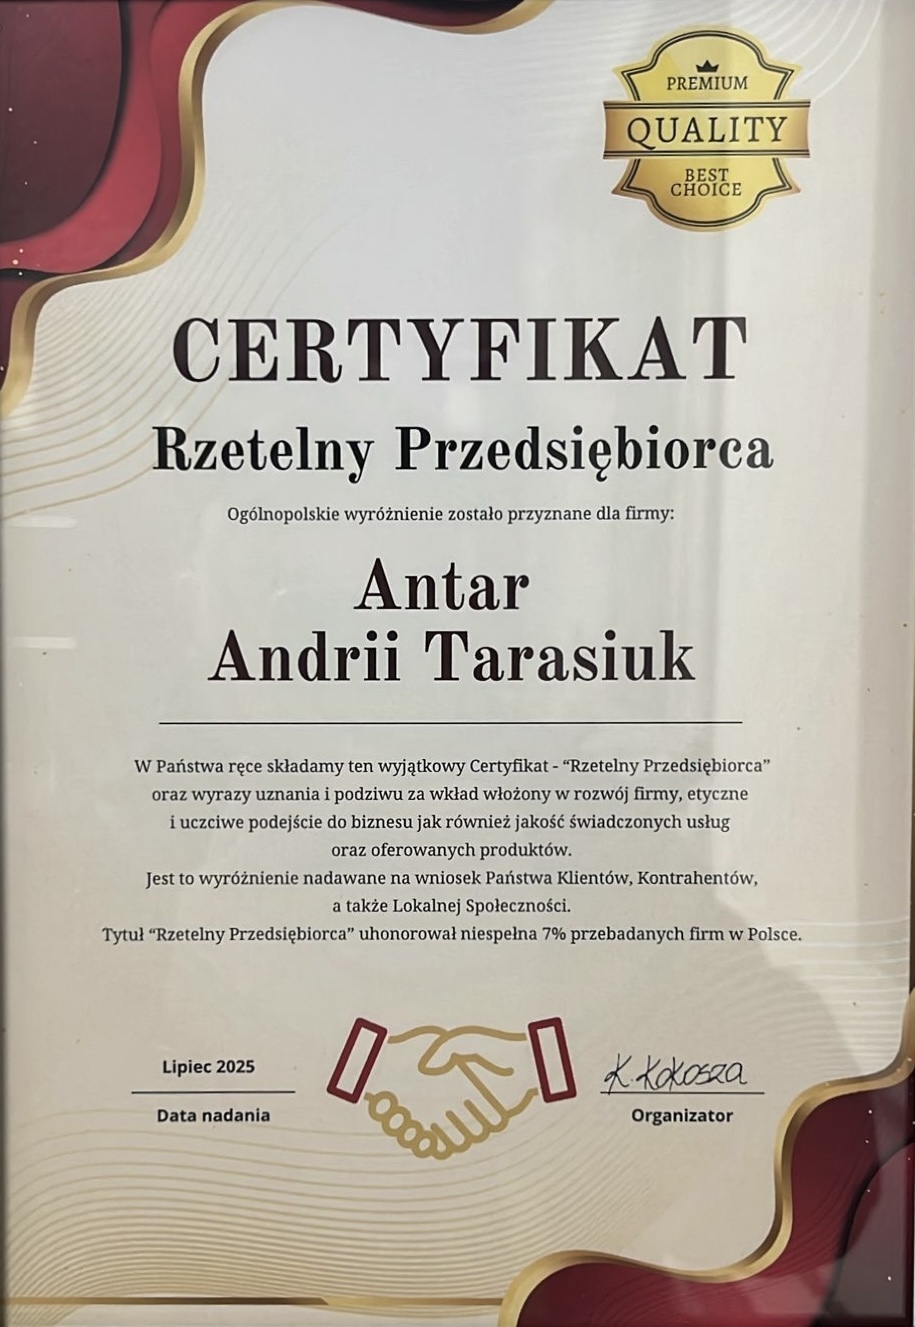 PREMIUM
QUALITY
BEST
CHOICE
CERTYFIKAT
Rzetelny Przedsiębiorca
Ogólnopolskie wyróżnienie zostało przyznane dla firmy:
Antar
Andrii Tarasiuk
W Państwa ręce składamy ten wyjątkowy Certyfikat - “Rzetelny Przedsiębiorca”
oraz wyrazy uznania i podziwu za wkład włożony w rozwój firmy, etyczne
i uczciwe podejście do biznesu jak również jakość świadczonych usług
oraz oferowanych produktów.
Jest to wyróżnienie nadawane na wniosek Państwa Klientów, Kontrahentów,
a także Lokalnej Społeczności.
Tytuł “Rzetelny Przedsiębiorca” uhonorował niespełna 7% przebadanych firm w Polsce.
Lipiec 2025
Data nadania
K. Kokosza
Organizator